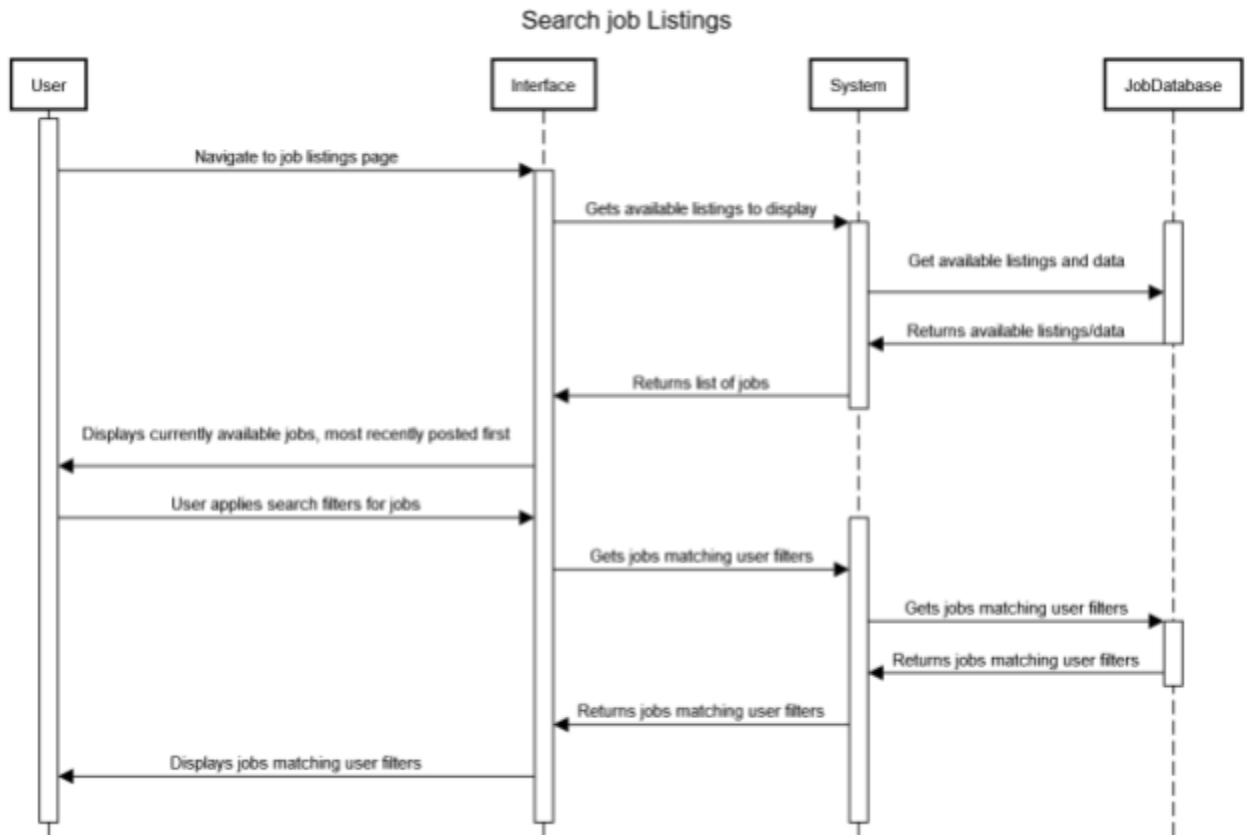 Search job Listings
User
Interface
System
JobDatabase
Navigate to job listings page
Gets available listings to display
Get available listings and data
Returns available listings/data
Returns list of jobs
Displays currently available jobs, most recently posted first
User applies search filters for jobs
Gets jobs matching user filters
Gets jobs matching user filters
Returns jobs matching user filters
Returns jobs matching user filters
Displays jobs matching user filters